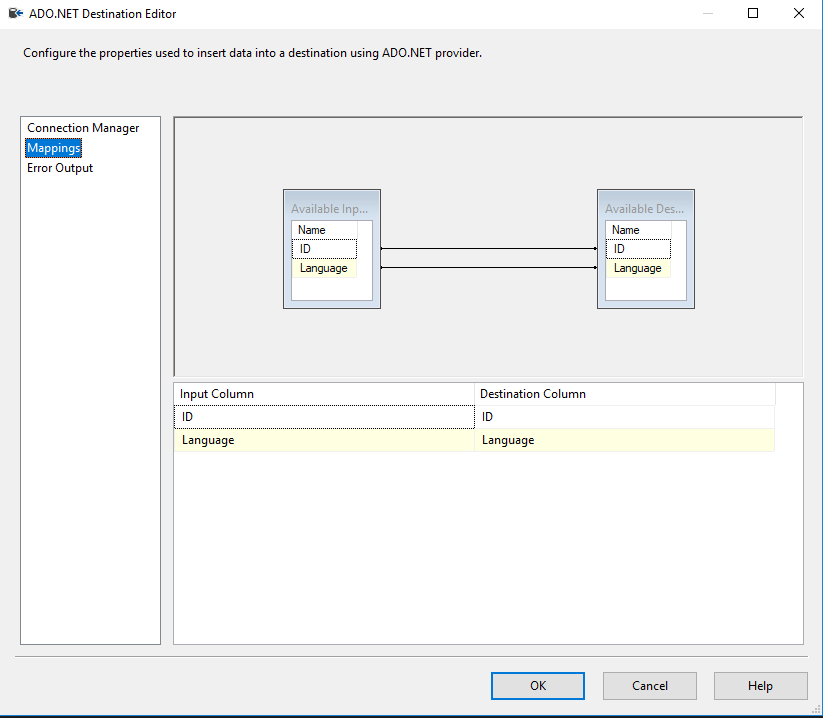 ADO.NET Destination Editor
Configure the properties used to insert data into a destination using ADO.NET provider.
Connection Manager
Mappings
Error Output
Available Inp...
Name
ID
Language
Available Des...
Name
ID
Language
Input Column Destination Column
ID ID
Language Language
OK Cancel Help